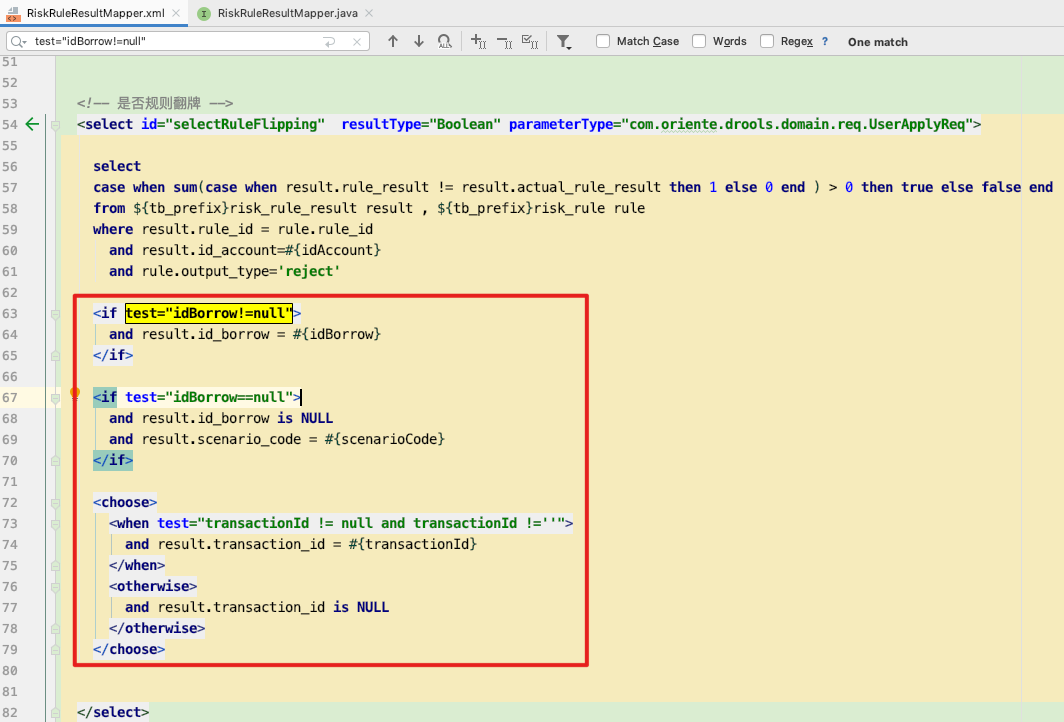 RiskRuleResultMapper.xml RiskRuleResultMapper.java
test="idBorrow!=null" Match Case Words Regex ? One match
51
52
53 <!-- 是否规则翻牌 -->
54 <select id="selectRuleFlipping" resultType="Boolean" parameterType="com.oriente.drools.domain.req.UserApplyReq">
55
56 select
57 case when sum(case when result.rule_result != result.actual_rule_result then 1 else 0 end ) > 0 then true else false end
58 from ${tb_prefix}risk_rule_result result , ${tb_prefix}risk_rule rule
59 where result.rule_id = rule.rule_id
60 and result.id_account=#{idAccount}
61 and rule.output_type='reject'
62
63 <if test="idBorrow!=null">
64 and result.id_borrow = #{idBorrow}
65 </if>
66
67 <if test="idBorrow==null">
68 and result.id_borrow is NULL
69 and result.scenario_code = #{scenarioCode}
70 </if>
71
72 <choose>
73 <when test="transactionId != null and transactionId !=''">
74 and result.transaction_id = #{transactionId}
75 </when>
76 <otherwise>
77 and result.transaction_id is NULL
78 </otherwise>
79 </choose>
80
81
82 </select>